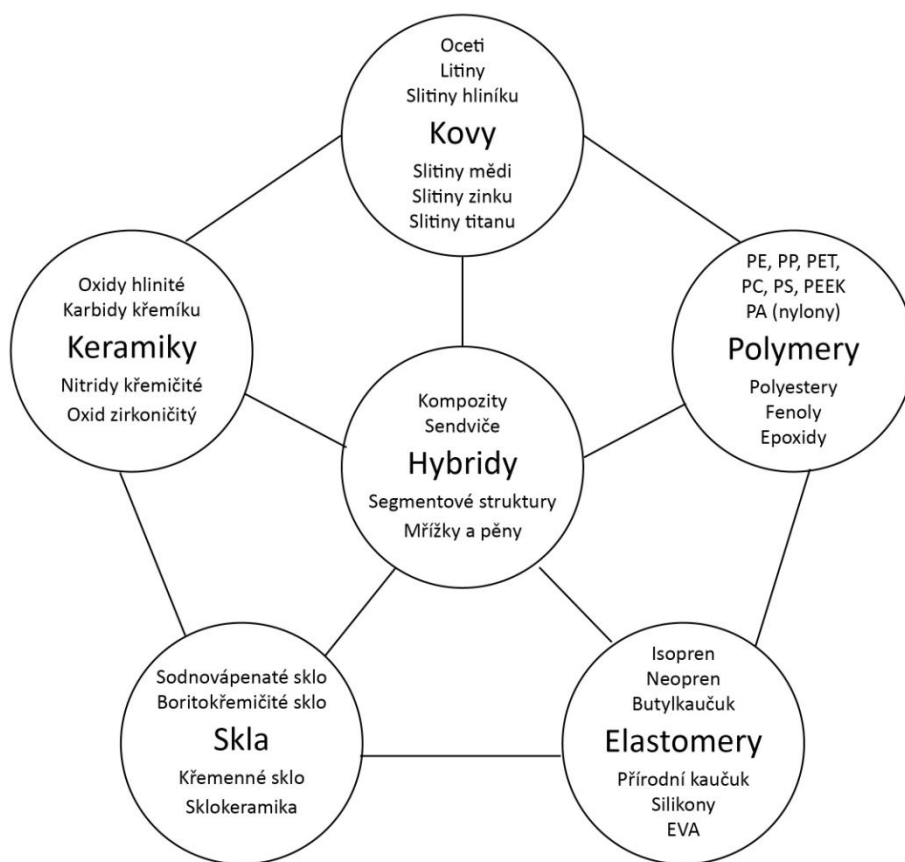 Oceti
Litiny
Slitiny hliníku
Kovy
Slitiny mědi
Slitiny zinku
Slitiny titanu
Oxidy hlinité
Karbidy křemíku
Keramiky
Nitridy křemičité
Oxid zirkoničitý
PE, PP, PET,
PC, PS, PEEK
PA (nylony)
Polymery
Polyestery
Fenoly
Epoxidy
Kompozity
Sendviče
Hybridy
Segmentové struktury
Mřížky a pěny
Sodnovápenaté sklo
Boritokřemičité sklo
Skla
Křemenné sklo
Sklokeramika
Isopren
Neopren
Butylkaučuk
Elastomery
Přírodní kaučuk
Silikony
EVA